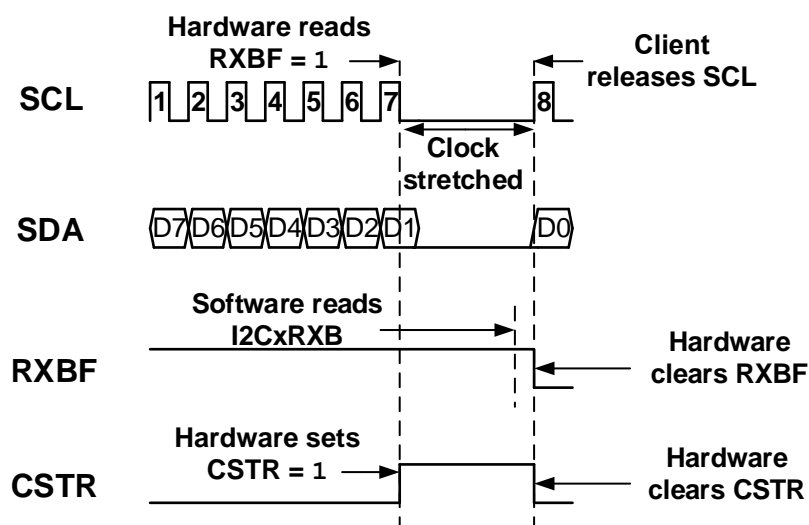 Hardware reads
RXBF = 1
Client
releases SCL
SCL
1 2 3 4 5 6 7 8
Clock
stretched
SDA
D7 D6 D5 D4 D3 D2 D1 D0
Software reads
I2CxRXB
RXBF
Hardware
clears RXBF
Hardware sets
CSTR = 1
CSTR
Hardware
clears CSTR